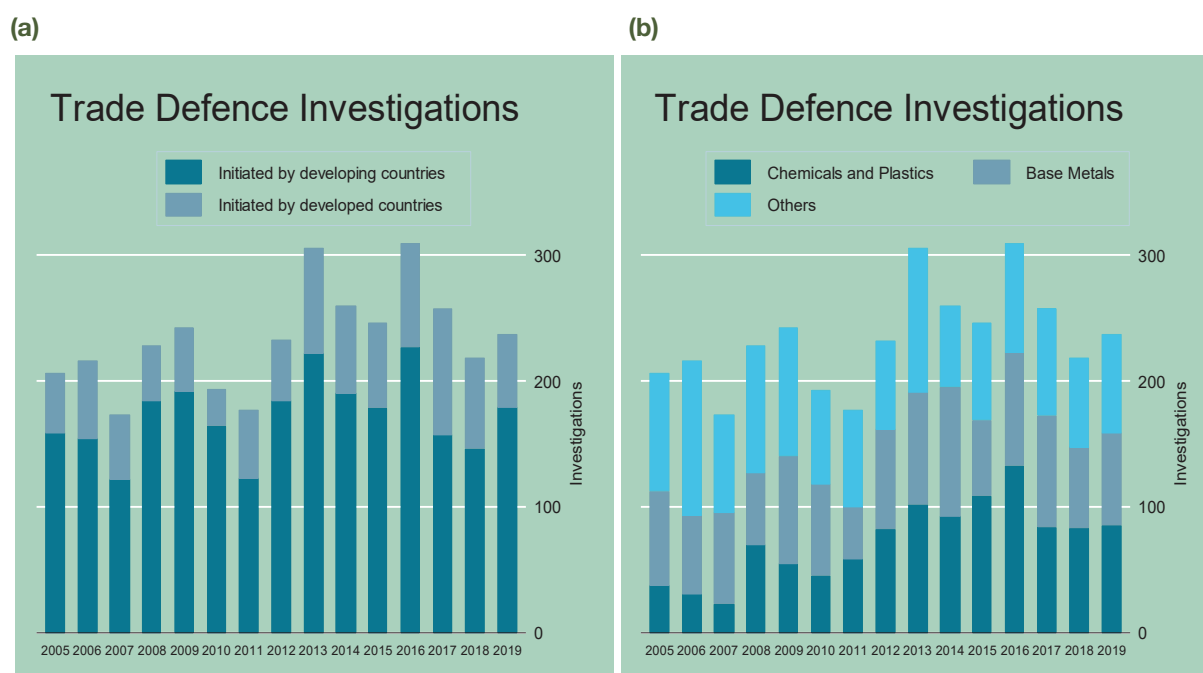 (a)
Trade Defence Investigations
Initiated by developing countries
Initiated by developed countries
300
200
100
0
Investigations
2005 2006 2007 2008 2009 2010 2011 2012 2013 2014 2015 2016 2017 2018 2019
(b)
Trade Defence Investigations
Chemicals and Plastics Base Metals
Others
300
200
100
0
Investigations
2005 2006 2007 2008 2009 2010 2011 2012 2013 2014 2015 2016 2017 2018 2019